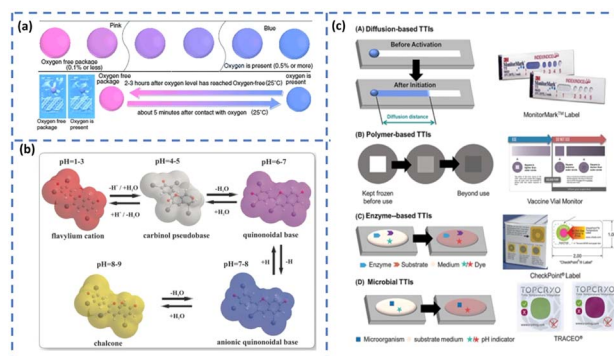 (a)
Pink
Blue
Oxygen free package (0.1% or less)
Oxygen is present (0.5% or more)
Oxygen free package
2-3 hours after oxygen level has reached Oxygen-free(25°C)
oxygen is present
about 5 minutes after contact with oxygen (25°C)
Oxygen free package
Oxygen is present
(b)
pH=1-3
pH=4-5
pH=6-7
-H⁺ / +H₂O
+H⁺ / -H₂O
-H₂O
+H₂O
flavylium cation
carbinol pseudobase
quinonoidal base
+H
-H
pH=8-9
pH=7-8
-H₂O
+H₂O
chalcone
anionic quinonoidal base
(c)
(A) Diffusion-based TTIs
Before Activation
After Initiation
Diffusion distance
MonitorMark™ Label
(B) Polymer-based TTIs
Kept frozen before use
Beyond use
Vaccine Vial Monitor
(C) Enzyme--based TTIs
Enzyme
Substrate
Medium
Dye
2.00
CheckPoint® Label
(D) Microbial TTIs
TOPCRYO
TOPCRYO
Microorganism
substrate medium
pH indicator
TRACEO®